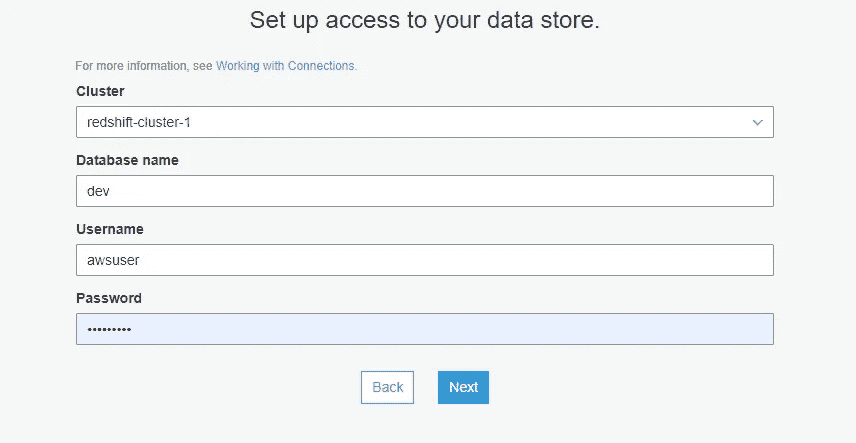 Set up access to your data store.
For more information, see Working with Connections.
Cluster
redshift-cluster-1
Database name
dev
Username
awsuser
Password
•••••••••
Back Next